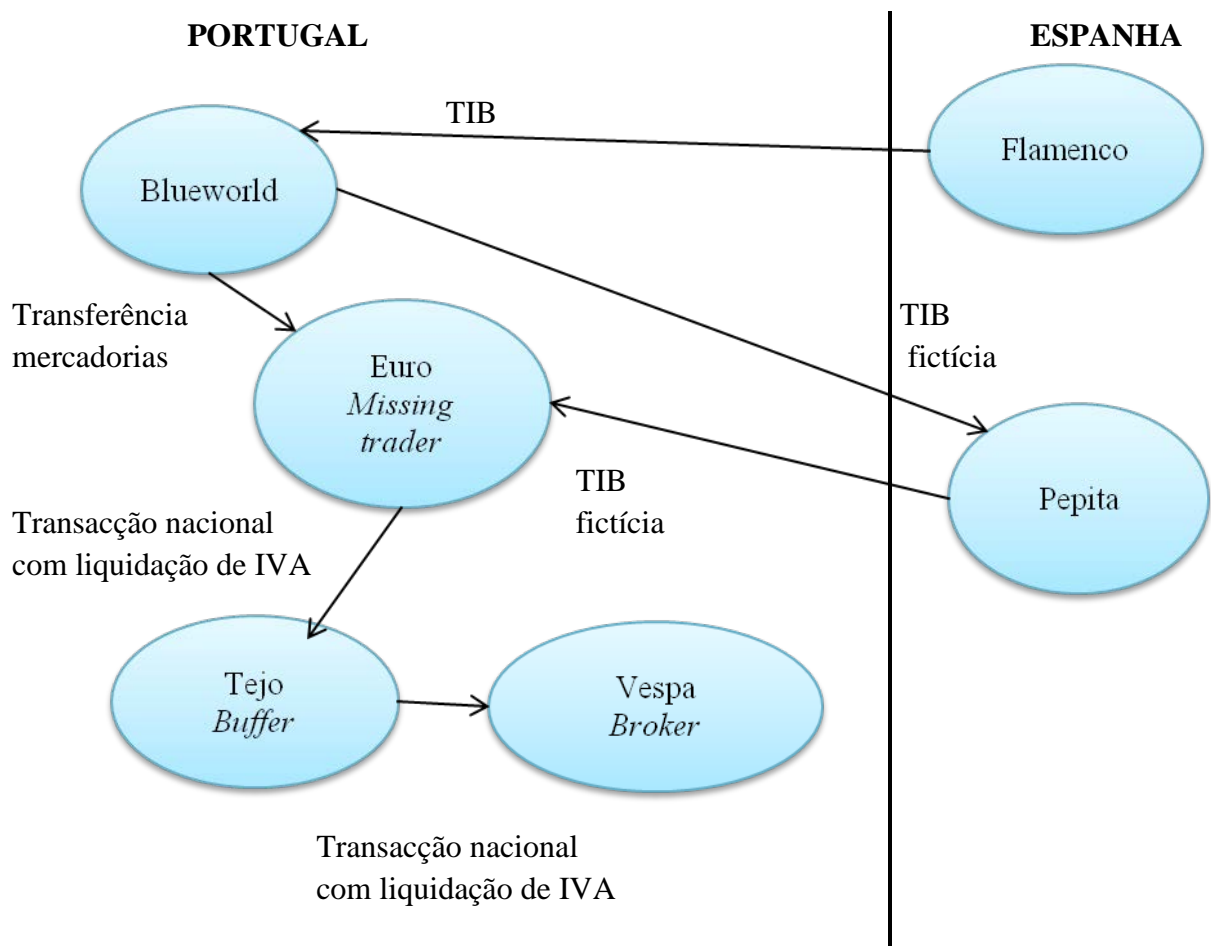 PORTUGAL
ESPANHA
TIB
Flamenco
Blueworld
Transferência
mercadorias
TIB
fictícia
Euro
Missing
trader
TIB
fictícia
Pepita
Transacção nacional
com liquidação de IVA
Tejo
Buffer
Vespa
Broker
Transacção nacional
com liquidação de IVA